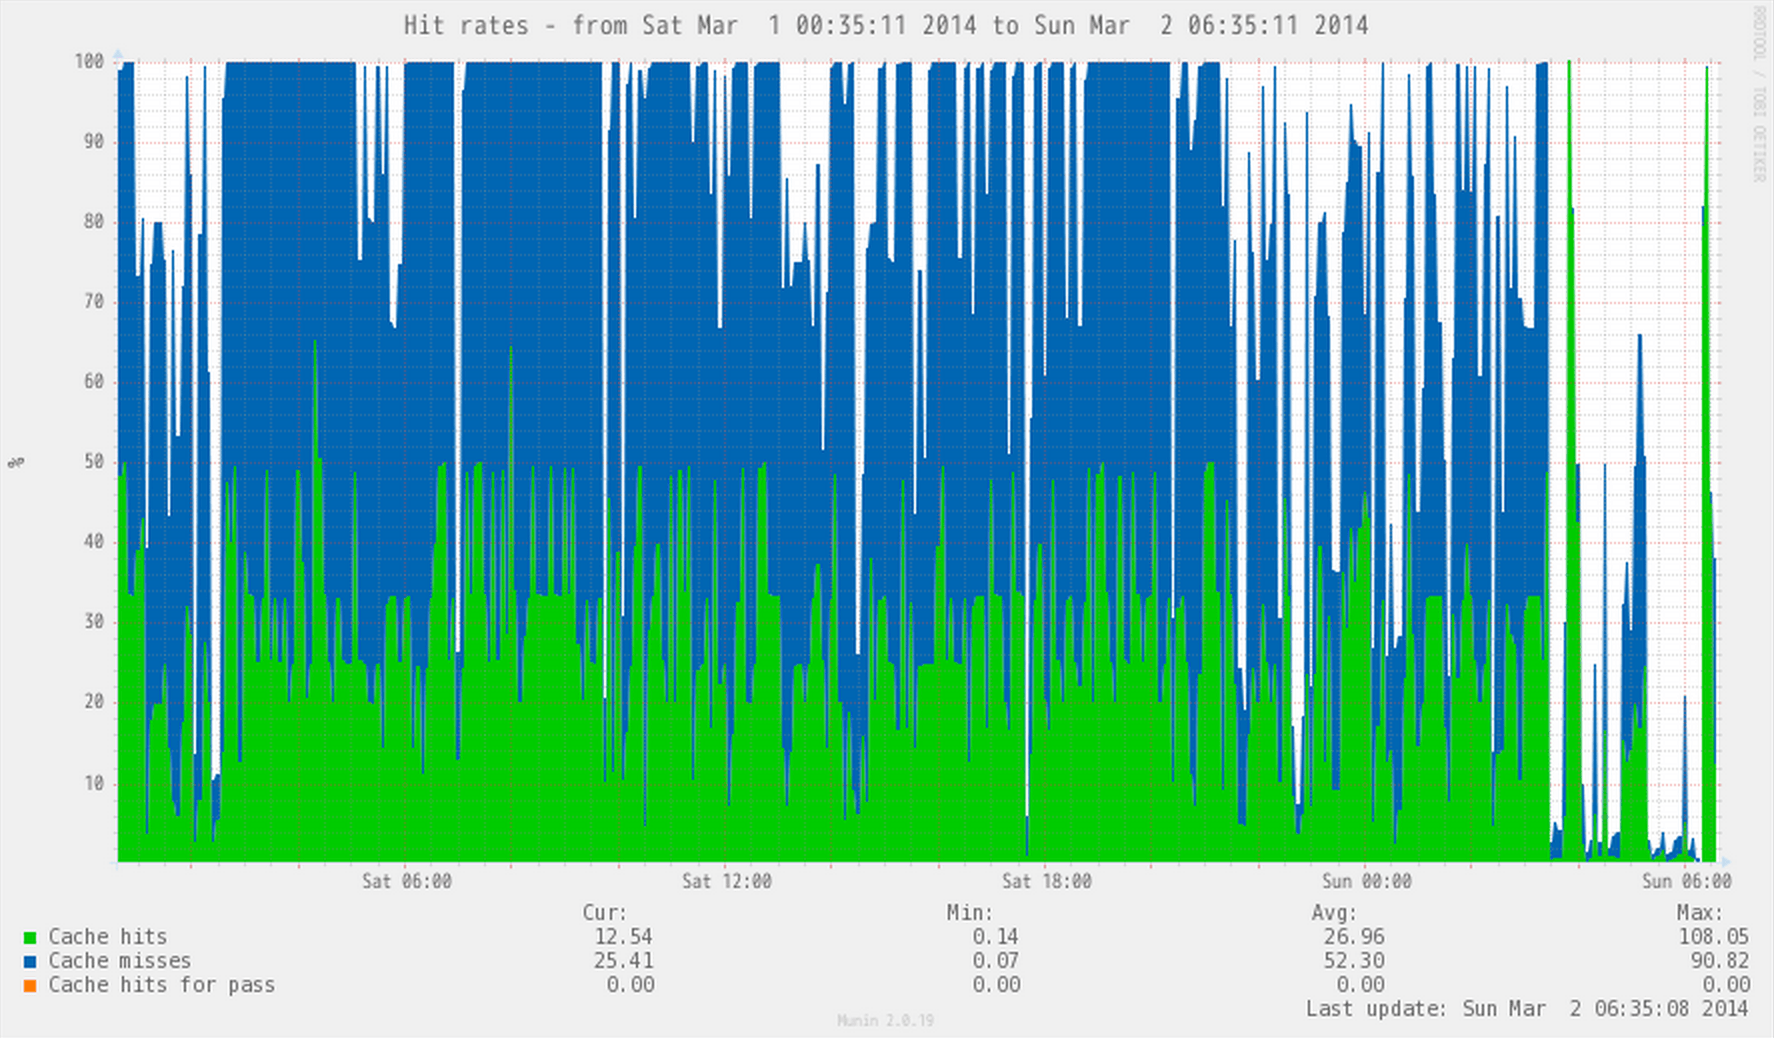 Hit rates - from Sat Mar  1 00:35:11 2014 to Sun Mar  2 06:35:11 2014
RRDTOOL / TOBI OETIKER
100
90
80
70
60
50
40
30
20
10
%
Sat 06:00 Sat 12:00 Sat 18:00 Sun 00:00 Sun 06:00
Cur: Min: Avg: Max:
Cache hits 12.54 0.14 26.96 108.05
Cache misses 25.41 0.07 52.30 90.82
Cache hits for pass 0.00 0.00 0.00 0.00
Last update: Sun Mar  2 06:35:08 2014
Munin 2.0.19